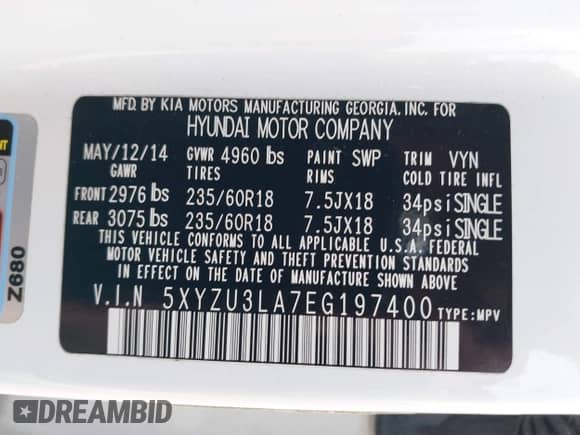 MFD. BY KIA MOTORS MANUFACTURING GEORGIA, INC. FOR
HYUNDAI MOTOR COMPANY
MAY/12/14 GVWR 4960 lbs PAINT SWP TRIM VYN
GAWR TIRES RIMS COLD TIRE INFL
FRONT 2976 lbs 235/60R18 7.5JX18 34psi SINGLE
REAR 3075 lbs 235/60R18 7.5JX18 34psi SINGLE
THIS VEHICLE CONFORMS TO ALL APPLICABLE U.S.A. FEDERAL
MOTOR VEHICLE SAFETY AND THEFT PREVENTION STANDARDS
IN EFFECT ON THE DATE OF MANUFACTURE SHOWN ABOVE.
V.I.N 5XYZU3LA7EG197400 TYPE:MPV
Z680
DREAMBID